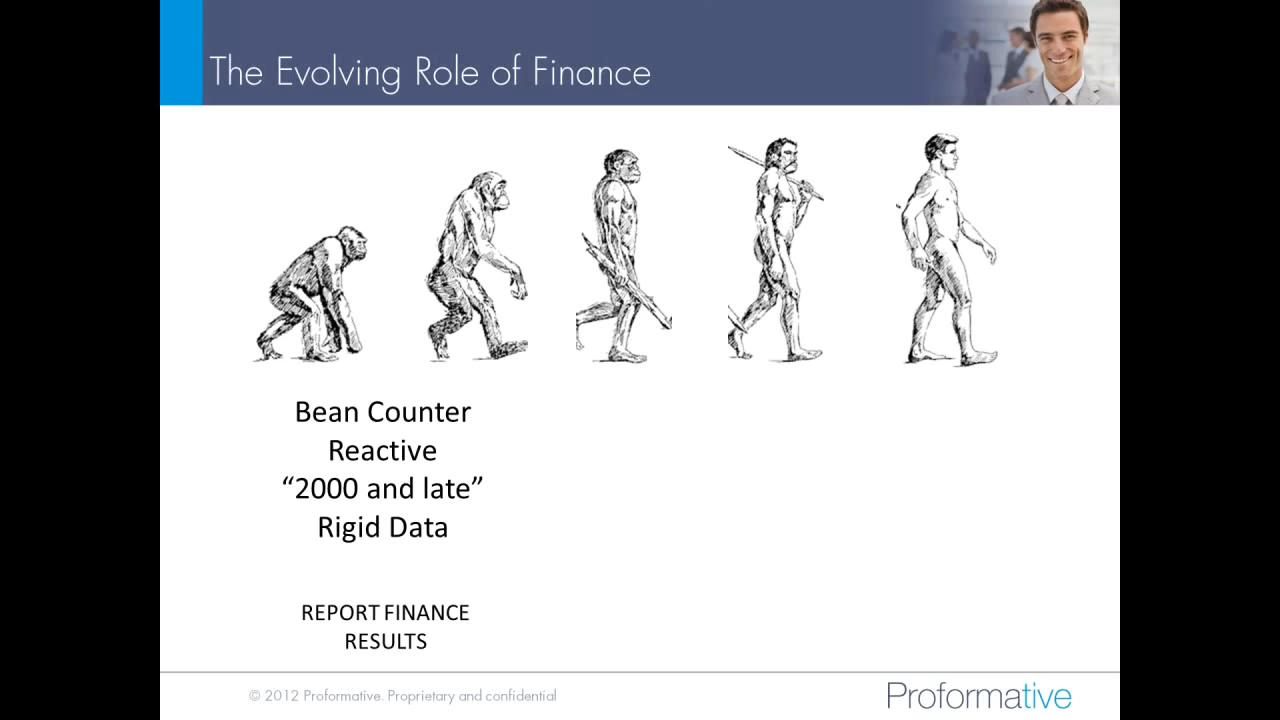 The Evolving Role of Finance
Bean Counter
Reactive
“2000 and late”
Rigid Data
REPORT FINANCE
RESULTS
© 2012 Proformative. Proprietary and confidential
Proformative